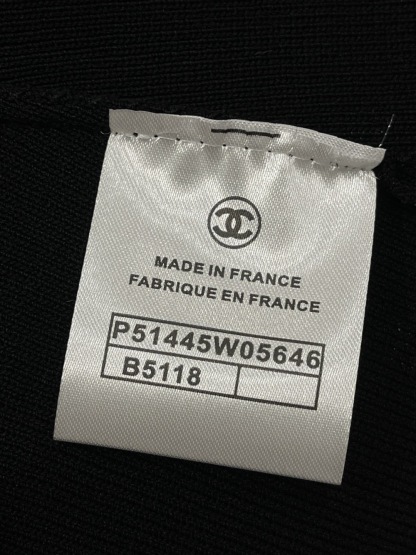 MADE IN FRANCE
FABRIQUE EN FRANCE
P51445W05646
B5118